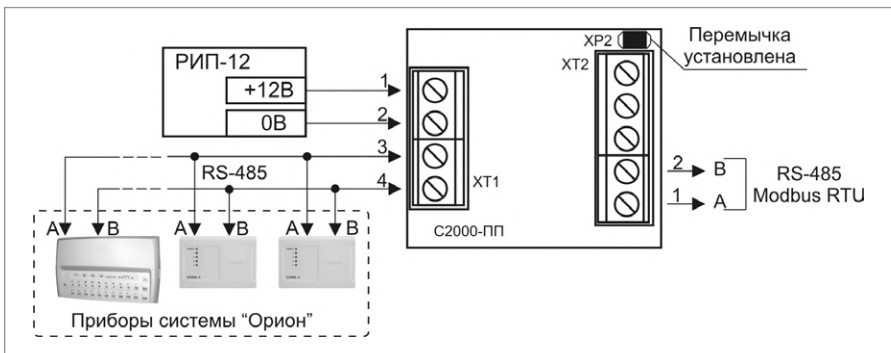 РИП-12
+12В
0В
1
2
3
4
RS-485
A В A В A В
Приборы системы “Орион”
XT1
С2000-ПП
XP2
XT2
Перемычка
установлена
2 В
1 А
RS-485
Modbus RTU